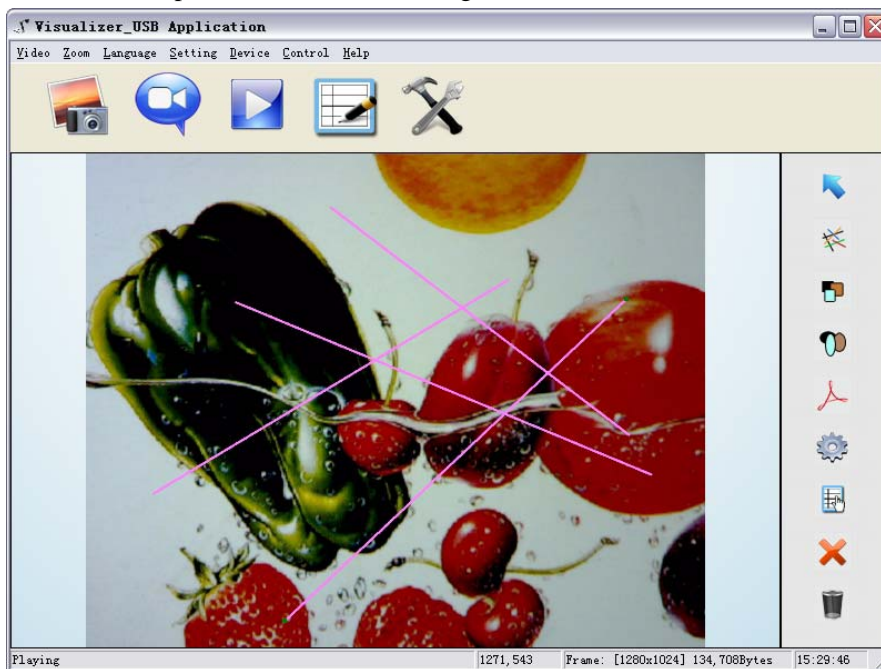 Visualizer_USB Application
Video Zoom Language Setting Device Control Help
Playing 1271,543 Frame: [1280x1024] 134,708Bytes 15:29:46